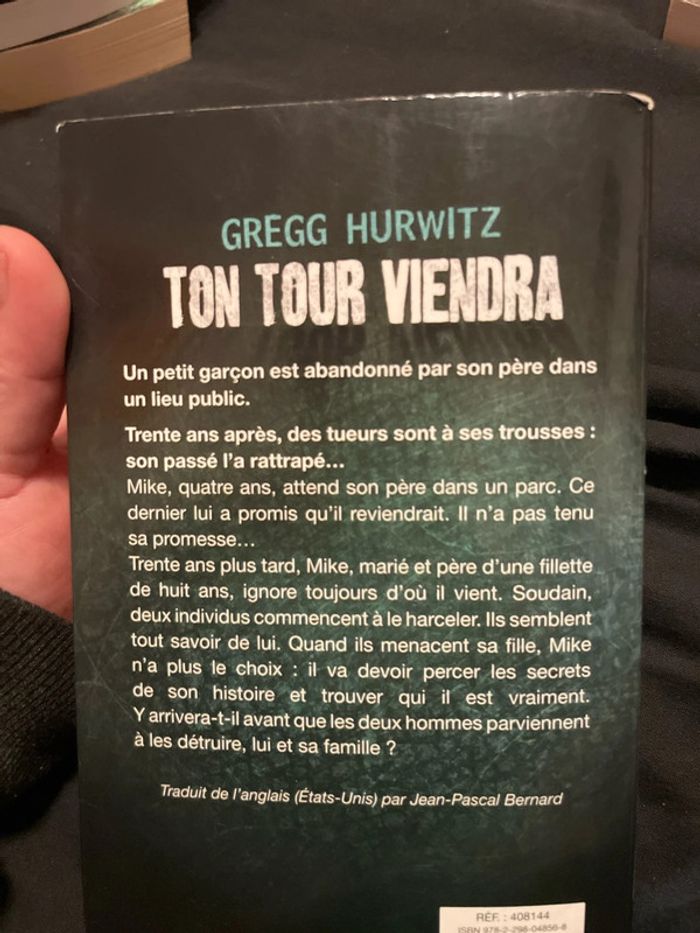 GREGG HURWITZ
TON TOUR VIENDRA
Un petit garçon est abandonné par son père dans
un lieu public.
Trente ans après, des tueurs sont à ses trousses :
son passé l'a rattrapé...
Mike, quatre ans, attend son père dans un parc. Ce
dernier lui a promis qu'il reviendrait. Il n'a pas tenu
sa promesse...
Trente ans plus tard, Mike, marié et père d'une fillette
de huit ans, ignore toujours d'où il vient. Soudain,
deux individus commencent à le harceler. Ils semblent
tout savoir de lui. Quand ils menacent sa fille, Mike
n'a plus le choix : il va devoir percer les secrets
de son histoire et trouver qui il est vraiment.
Y arrivera-t-il avant que les deux hommes parviennent
à les détruire, lui et sa famille ?
Traduit de l'anglais (États-Unis) par Jean-Pascal Bernard
RÉF. : 408144
ISBN 978-2-298-04856-8